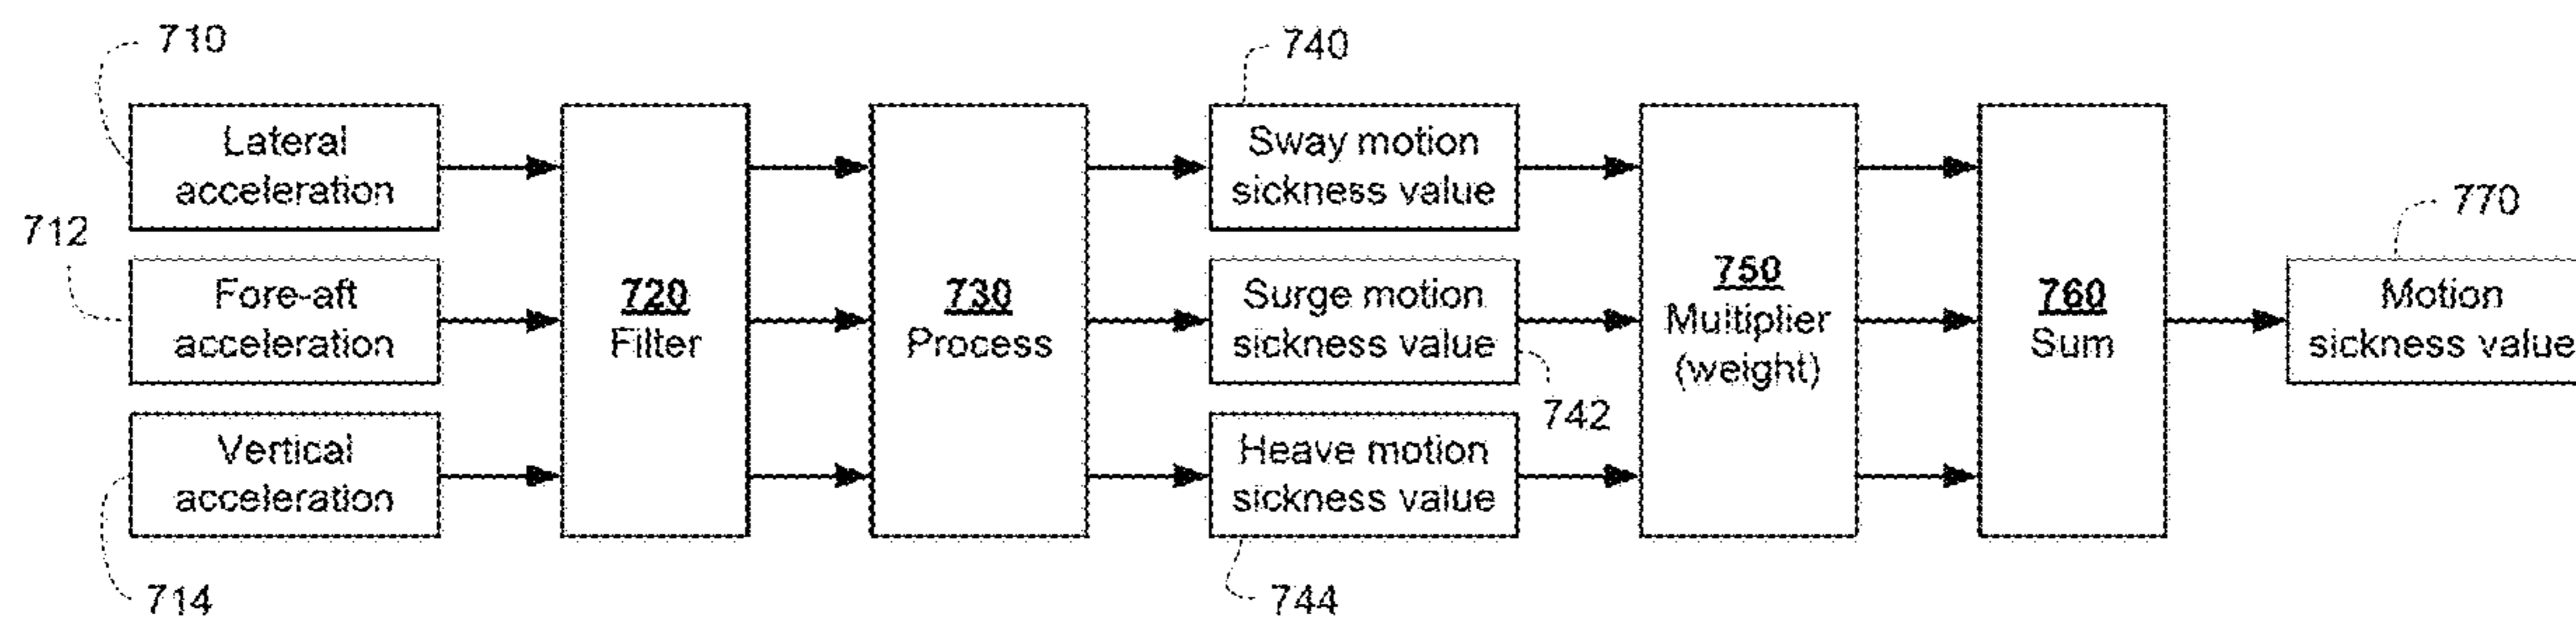 710
Lateral
acceleration
712
Fore-aft
acceleration
Vertical
acceleration
714
720
Filter
730
Process
740
Sway motion
sickness value
Surge motion
sickness value
742
Heave motion
sickness value
744
750
Multiplier
(weight)
760
Sum
770
Motion
sickness value